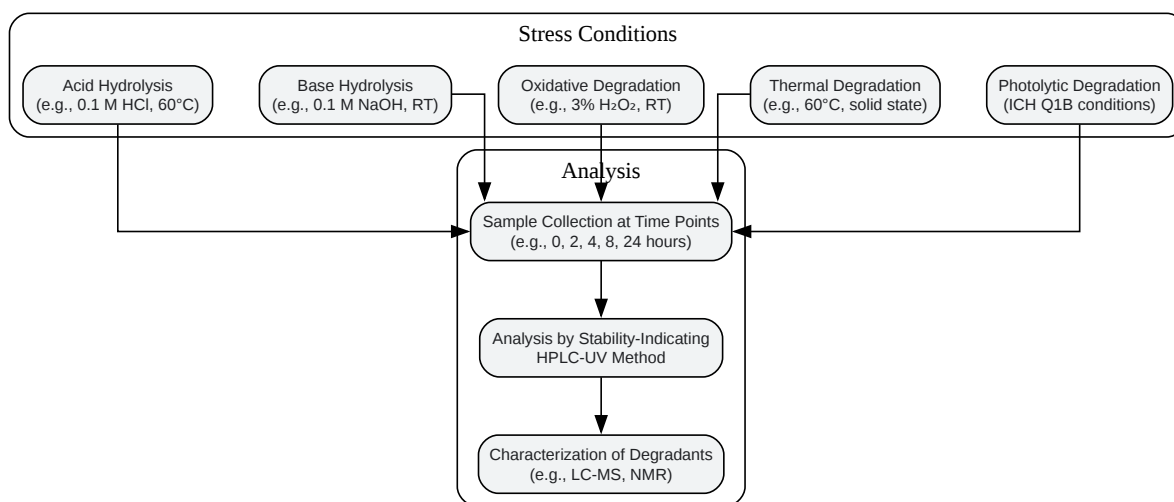 Stress Conditions
Acid Hydrolysis
(e.g., 0.1 M HCl, 60°C)
Base Hydrolysis
(e.g., 0.1 M NaOH, RT)
Oxidative Degradation
(e.g., 3% H₂O₂, RT)
Thermal Degradation
(e.g., 60°C, solid state)
Photolytic Degradation
(ICH Q1B conditions)
Analysis
Sample Collection at Time Points
(e.g., 0, 2, 4, 8, 24 hours)
Analysis by Stability-Indicating
HPLC-UV Method
Characterization of Degradants
(e.g., LC-MS, NMR)